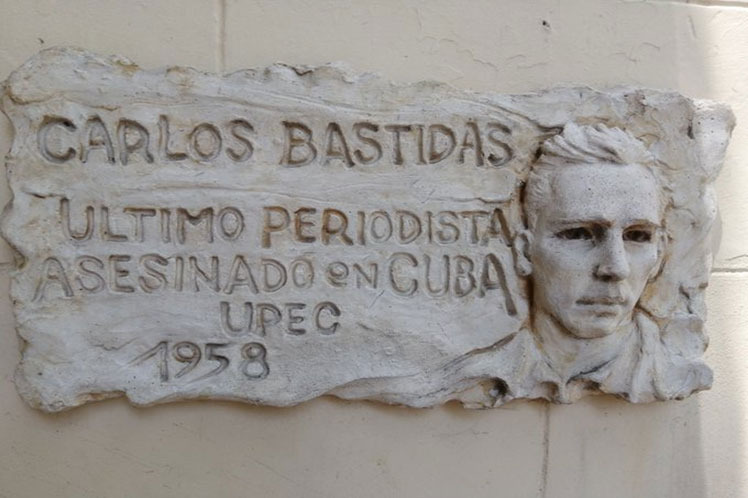 CARLOS BASTIDAS
ULTIMO PERIODISTA
ASESINADO en CUBA
UPEC
1958